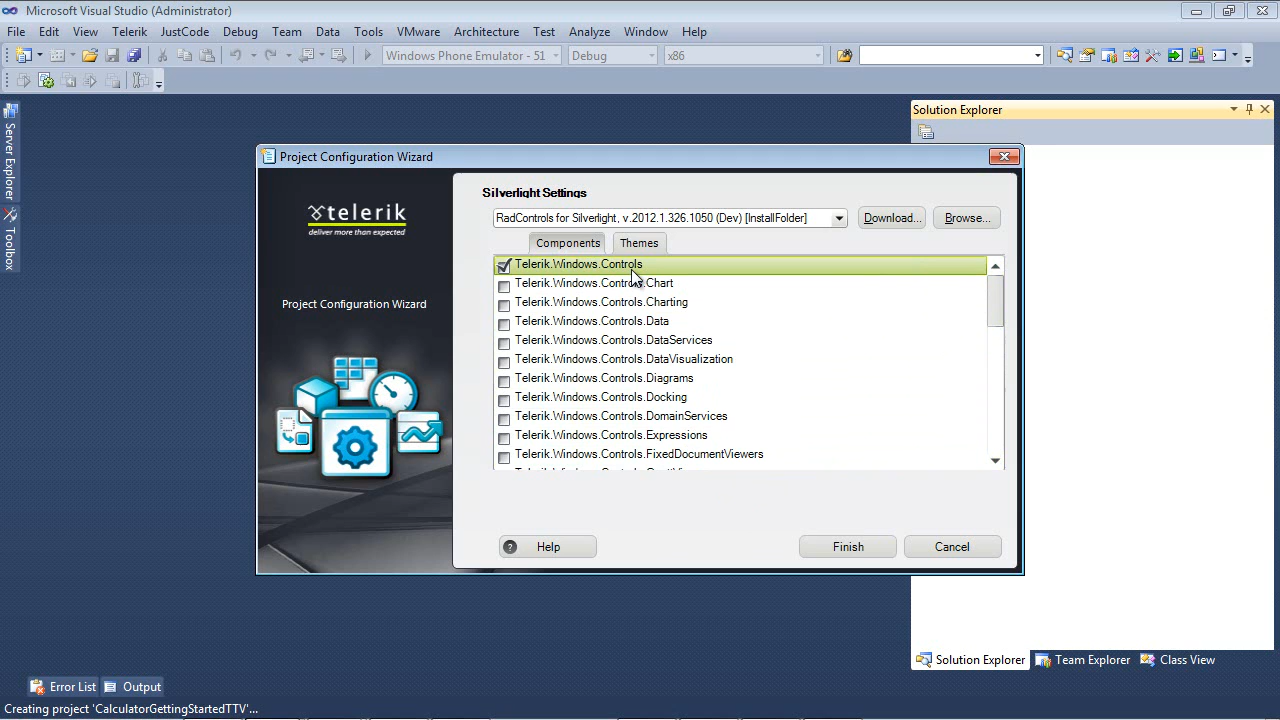 Microsoft Visual Studio (Administrator)
File Edit View Telerik JustCode Debug Team Data Tools VMware Architecture Test Analyze Window Help
Windows Phone Emulator - 51 Debug x86
Server Explorer
Toolbox
Solution Explorer
Project Configuration Wizard
telerik
deliver more than expected
Project Configuration Wizard
Silverlight Settings
RadControls for Silverlight, v.2012.1.326.1050 (Dev) [InstallFolder] Download... Browse...
Components Themes
Telerik.Windows.Controls
Telerik.Windows.Controls.Chart
Telerik.Windows.Controls.Charting
Telerik.Windows.Controls.Data
Telerik.Windows.Controls.DataServices
Telerik.Windows.Controls.DataVisualization
Telerik.Windows.Controls.Diagrams
Telerik.Windows.Controls.Docking
Telerik.Windows.Controls.DomainServices
Telerik.Windows.Controls.Expressions
Telerik.Windows.Controls.FixedDocumentViewers
? Help Finish Cancel
Solution Explorer Team Explorer Class View
Error List Output
Creating project 'CalculatorGettingStartedTTV'...